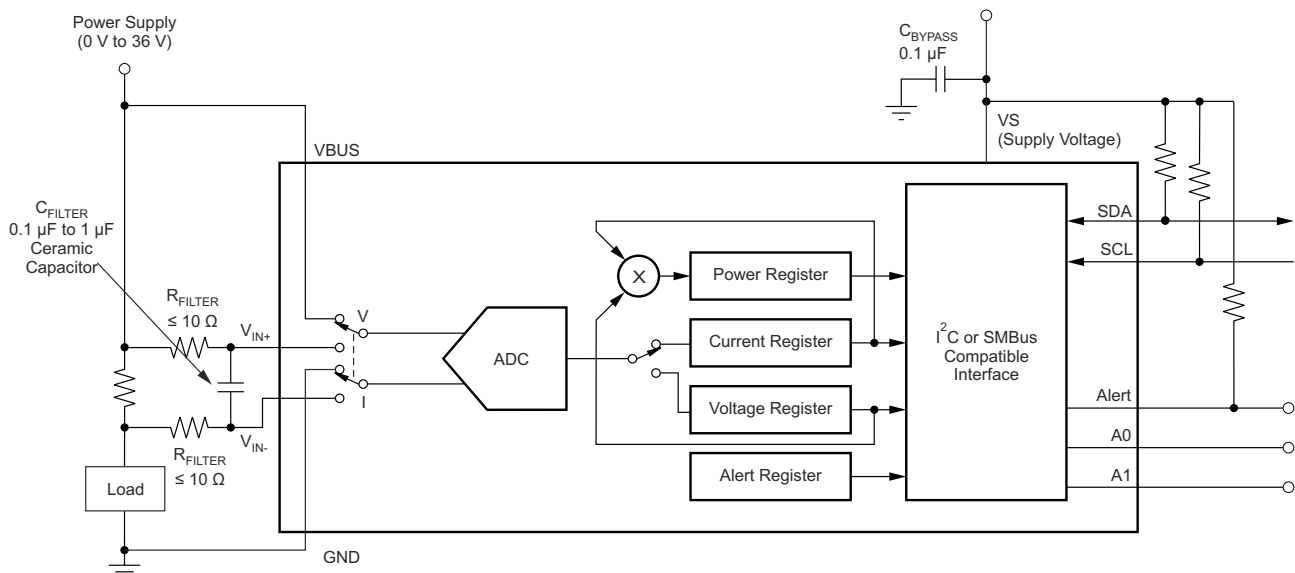 Power Supply
(0 V to 36 V)
C_BYPASS
0.1 µF
VS
(Supply Voltage)
VBUS
C_FILTER
0.1 µF to 1 µF
Ceramic
Capacitor
R_FILTER
≤ 10 Ω
V_IN+
V
ADC
I
V_IN-
R_FILTER
≤ 10 Ω
Load
GND
X
Power Register
Current Register
Voltage Register
Alert Register
I²C or SMBus
Compatible
Interface
SDA
SCL
Alert
A0
A1